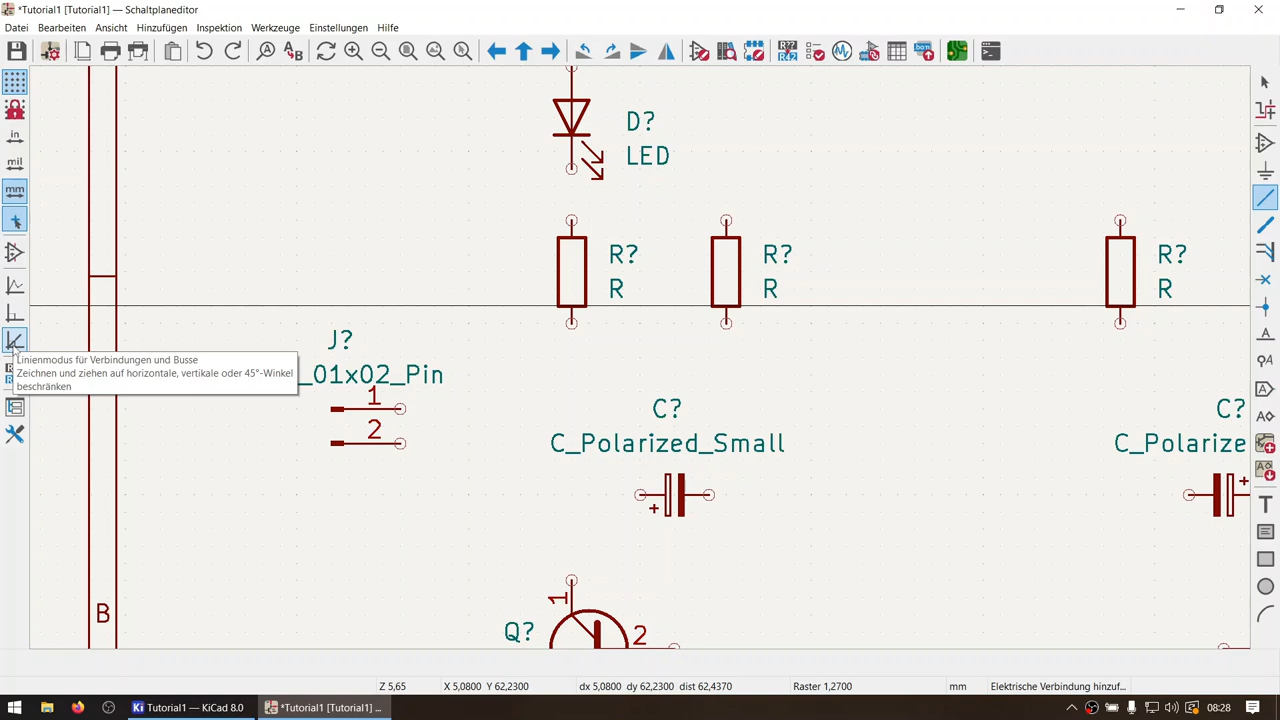 *Tutorial1 [Tutorial1] — Schaltplaneditor
Datei Bearbeiten Ansicht Hinzufügen Inspektion Werkzeuge Einstellungen Hilfe
in
mil
mm
D?
LED
R?
R
R?
R
R?
R
J?
_01x02_Pin
1
2
Linienmodus für Verbindungen und Busse
Zeichnen und ziehen auf horizontale, vertikale oder 45°-Winkel
beschränken
C?
C_Polarized_Small
+
C?
C_Polarize
+
B
1
Q?
2
Z 5,65 X 5,0800 Y 62,2300 dx 5,0800 dy 62,2300 dist 62,4370 Raster 1,2700 mm Elektrische Verbindung hinzuf...
Tutorial1 — KiCad 8.0
*Tutorial1 [Tutorial1] ...
08:28